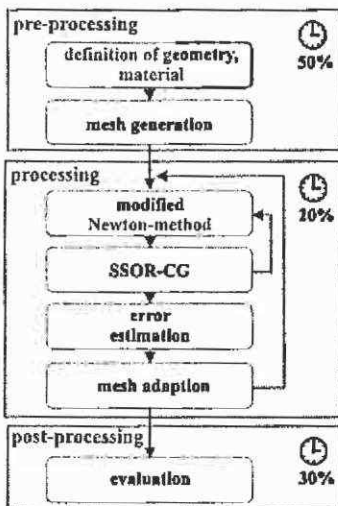 pre-processing
definition of geometry,
material
50%
mesh generation
processing
modified
Newton-method
20%
SSOR-CG
error
estimation
mesh adaption
post-processing
evaluation
30%